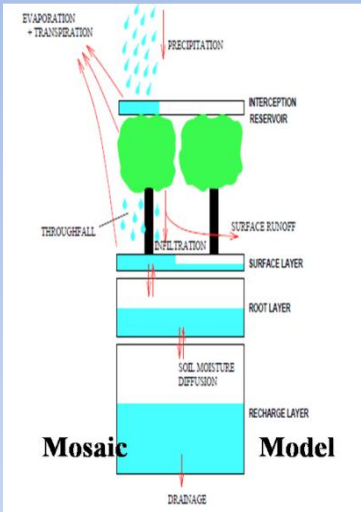 EVAPORATION
+ TRANSPIRATION
PRECIPITATION
INTERCEPTION
RESERVOIR
THROUGHFALL
SURFACE RUNOFF
INFILTRATION
SURFACE LAYER
ROOT LAYER
SOIL MOISTURE
DIFFUSION
RECHARGE LAYER
Mosaic Model
DRAINAGE